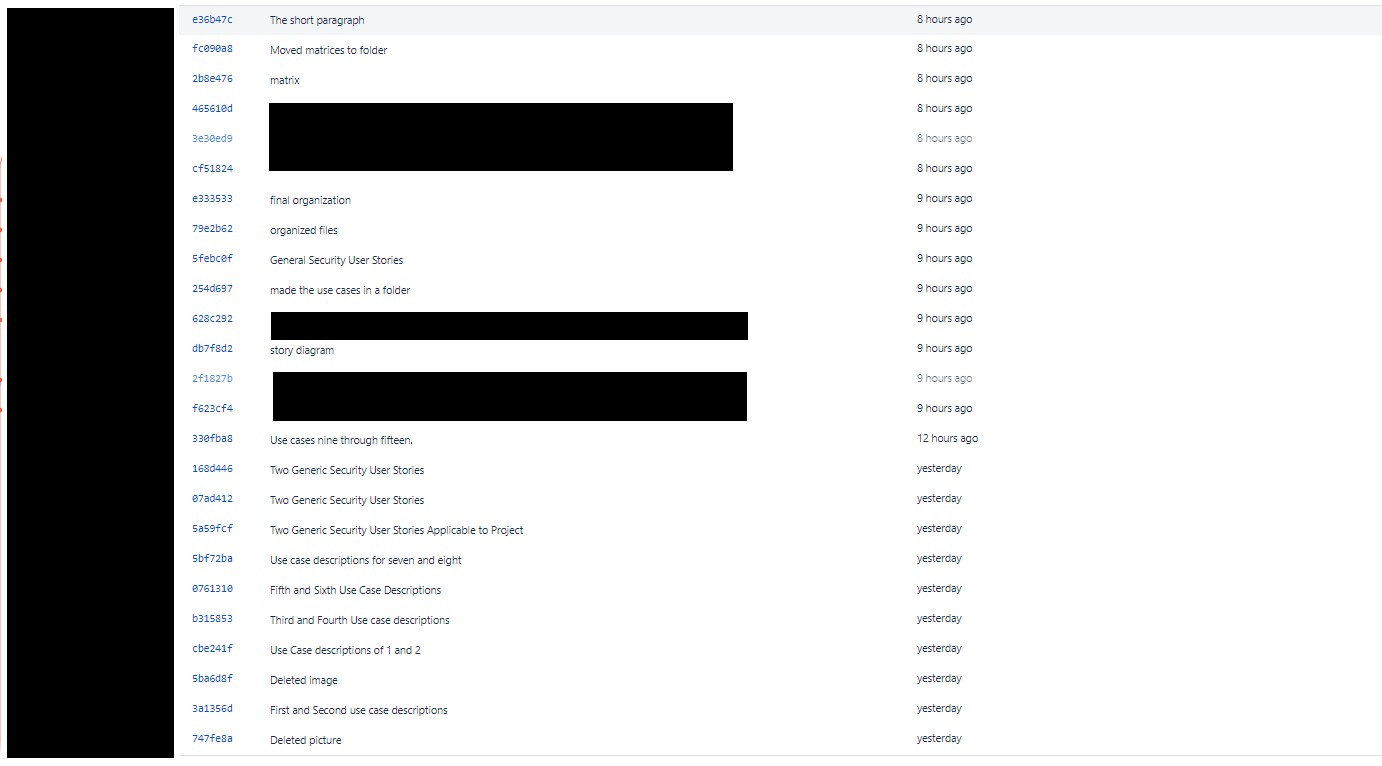 e36b47c The short paragraph 8 hours ago
fc090a8 Moved matrices to folder 8 hours ago
2b8e476 matrix 8 hours ago
465610d 8 hours ago
3e30ed9 8 hours ago
cf51824 8 hours ago
e333533 final organization 9 hours ago
79e2b62 organized files 9 hours ago
5febc0f General Security User Stories 9 hours ago
254d697 made the use cases in a folder 9 hours ago
628c292 9 hours ago
db7f8d2 story diagram 9 hours ago
2f1827b 9 hours ago
f623cf4 9 hours ago
330fba8 Use cases nine through fifteen. 12 hours ago
168d446 Two Generic Security User Stories yesterday
07ad412 Two Generic Security User Stories yesterday
5a59fcf Two Generic Security User Stories Applicable to Project yesterday
5bf72ba Use case descriptions for seven and eight yesterday
0761310 Fifth and Sixth Use Case Descriptions yesterday
b315853 Third and Fourth Use case descriptions yesterday
cbe241f Use Case descriptions of 1 and 2 yesterday
5ba6d8f Deleted image yesterday
3a1356d First and Second use case descriptions yesterday
747fe8a Deleted picture yesterday